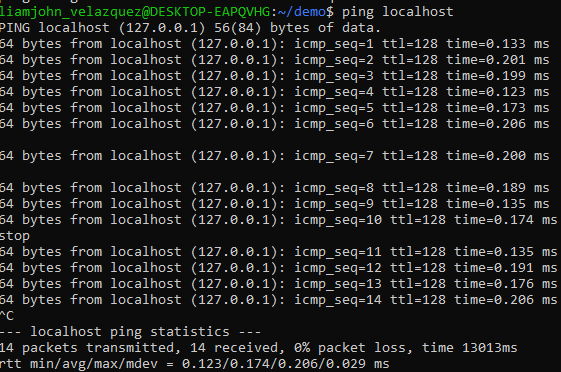 liamjohn_velazquez@DESKTOP-EAPQVHG:~/demo$ ping localhost
PING localhost (127.0.0.1) 56(84) bytes of data.
64 bytes from localhost (127.0.0.1): icmp_seq=1 ttl=128 time=0.133 ms
64 bytes from localhost (127.0.0.1): icmp_seq=2 ttl=128 time=0.201 ms
64 bytes from localhost (127.0.0.1): icmp_seq=3 ttl=128 time=0.199 ms
64 bytes from localhost (127.0.0.1): icmp_seq=4 ttl=128 time=0.123 ms
64 bytes from localhost (127.0.0.1): icmp_seq=5 ttl=128 time=0.173 ms
64 bytes from localhost (127.0.0.1): icmp_seq=6 ttl=128 time=0.206 ms
64 bytes from localhost (127.0.0.1): icmp_seq=7 ttl=128 time=0.200 ms
64 bytes from localhost (127.0.0.1): icmp_seq=8 ttl=128 time=0.189 ms
64 bytes from localhost (127.0.0.1): icmp_seq=9 ttl=128 time=0.135 ms
64 bytes from localhost (127.0.0.1): icmp_seq=10 ttl=128 time=0.174 ms
stop
64 bytes from localhost (127.0.0.1): icmp_seq=11 ttl=128 time=0.135 ms
64 bytes from localhost (127.0.0.1): icmp_seq=12 ttl=128 time=0.191 ms
64 bytes from localhost (127.0.0.1): icmp_seq=13 ttl=128 time=0.176 ms
64 bytes from localhost (127.0.0.1): icmp_seq=14 ttl=128 time=0.206 ms
^C
--- localhost ping statistics ---
14 packets transmitted, 14 received, 0% packet loss, time 13013ms
rtt min/avg/max/mdev = 0.123/0.174/0.206/0.029 ms